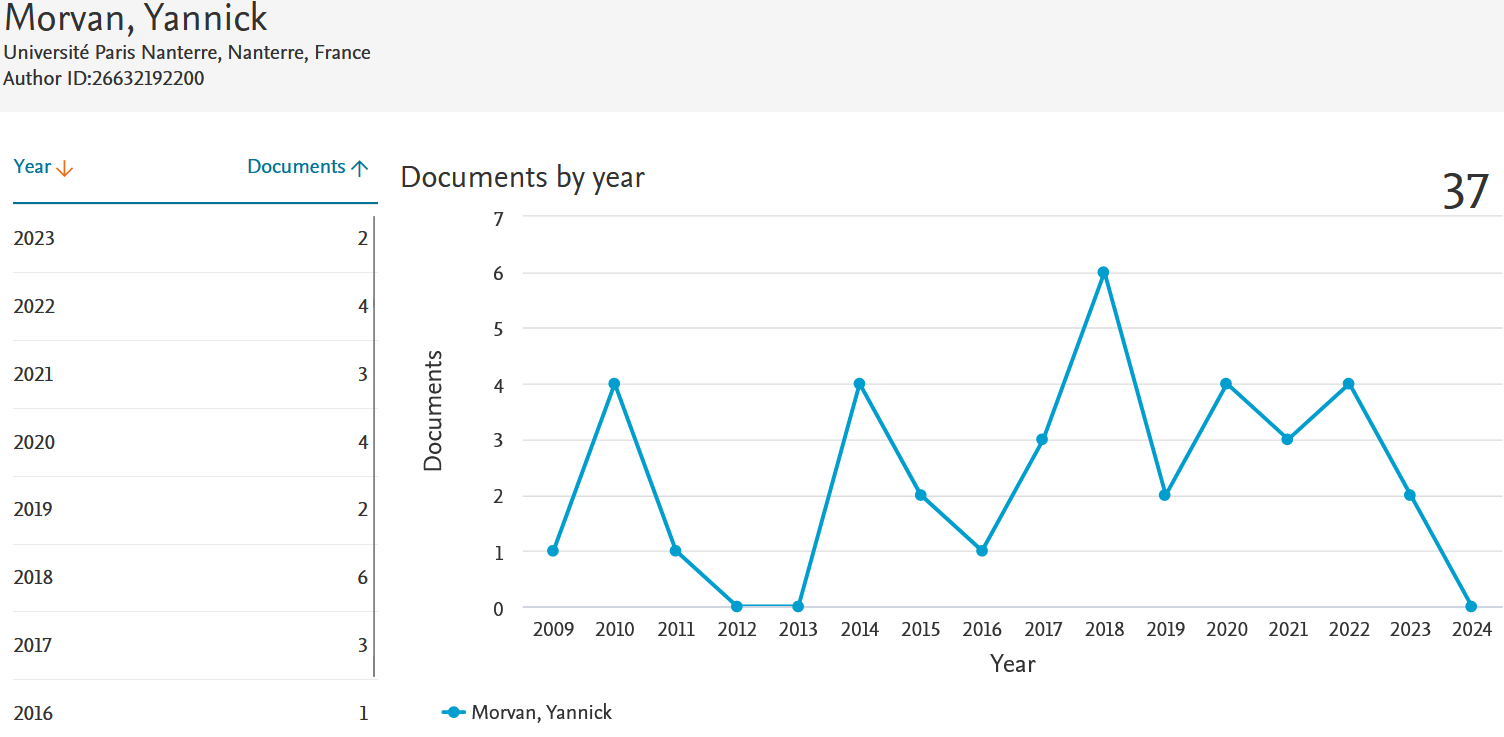 Morvan, Yannick
Université Paris Nanterre, Nanterre, France
Author ID:26632192200
Year ↓ Documents ↑
2023 2
2022 4
2021 3
2020 4
2019 2
2018 6
2017 3
2016 1
Documents by year
37
7
6
5
4
3
2
1
0
Documents
2009 2010 2011 2012 2013 2014 2015 2016 2017 2018 2019 2020 2021 2022 2023 2024
Year
Morvan, Yannick